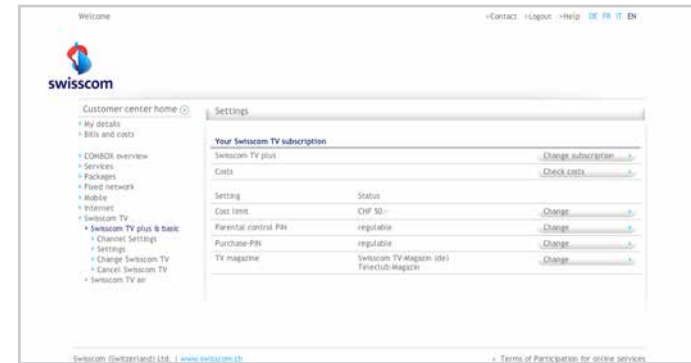 Welcome
Contact Logout Help DE FR IT EN
swisscom
Customer center home
Settings
My details
Bills and costs
Your Swisscom TV subscription
Swisscom TV plus Change subscription
COMBOX overview
Services
Costs Check costs
Packages
Fixed network
Mobile
Setting Status
Internet
Swisscom TV
Cost limit CHF 50.- Change
Swisscom TV plus & basic
Parental control PIN regulable Change
Channel Settings
Settings
Purchase-PIN regulable Change
Change Swisscom TV
Cancel Swisscom TV
TV magazine Swisscom TV-Magazin (de) Change
Teleclub-Magazin
Swisscom TV air
Swisscom (Switzerland) Ltd. | www.swisscom.ch
Terms of Participation for online services